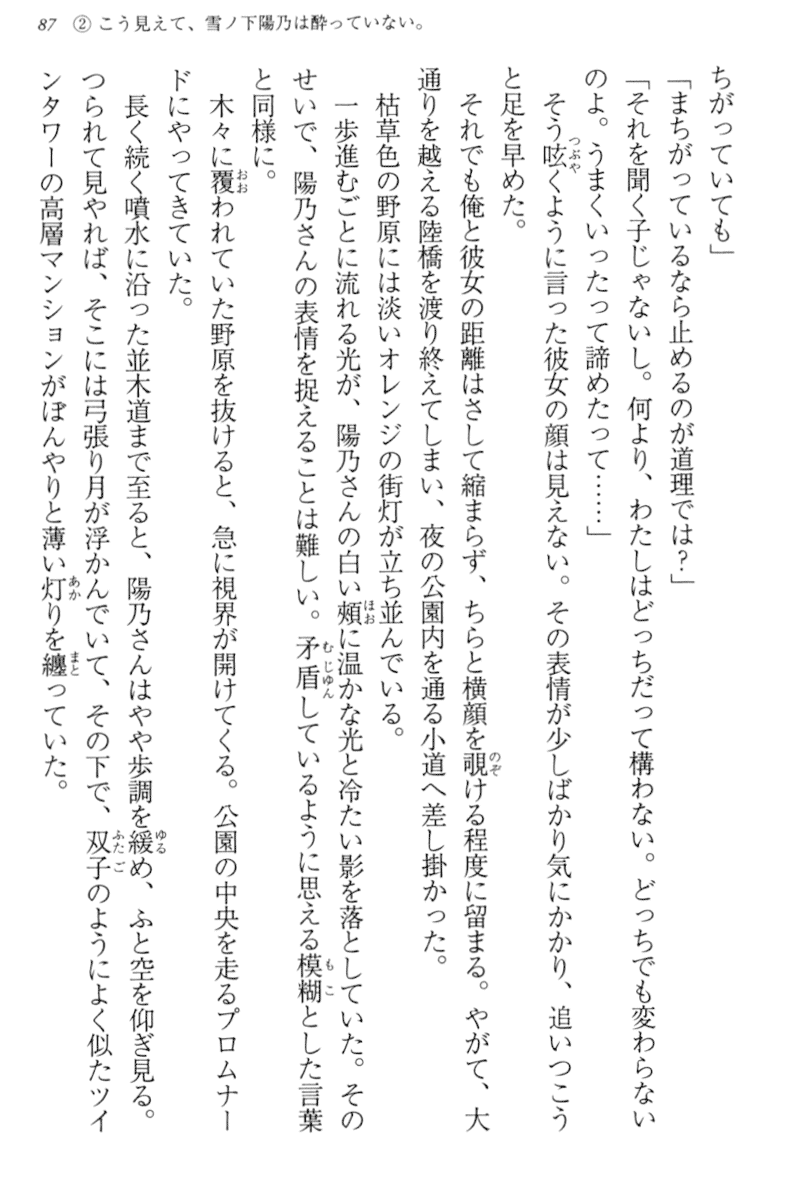 87 ② こう見えて、雪ノ下陽乃は酔っていない。
ちがっていても」
「まちがっているなら止めるのが道理では？」
「それを聞く子じゃないし。何より、わたしはどっちだって構わない。どっちでも変わらない
のよ。うまくいったって諦めたって……」
そう呟くように言った彼女の顔は見えない。その表情が少しばかり気にかかり、追いつこう
と足を早めた。
それでも俺と彼女の距離はさして縮まらず、ちらと横顔を覗ける程度に留まる。やがて、大
通りを越える陸橋を渡り終えてしまい、夜の公園内を通る小道へ差し掛かった。
枯草色の野原には淡いオレンジの街灯が立ち並んでいる。
一歩進むごとに流れる光が、陽乃さんの白い頰に温かな光と冷たい影を落としていた。その
せいで、陽乃さんの表情を捉えることは難しい。矛盾しているように思える模糊とした言葉
と同様に。
木々に覆われていた野原を抜けると、急に視界が開けてくる。公園の中央を走るプロムナー
ドにやってきていた。
長く続く噴水に沿った並木道まで至ると、陽乃さんはやや歩調を緩め、ふと空を仰ぎ見る。
つられて見やれば、そこには弓張り月が浮かんでいて、その下で、双子のようによく似たツイ
ンタワーの高層マンションがぼんやりと薄い灯りを纏っていた。